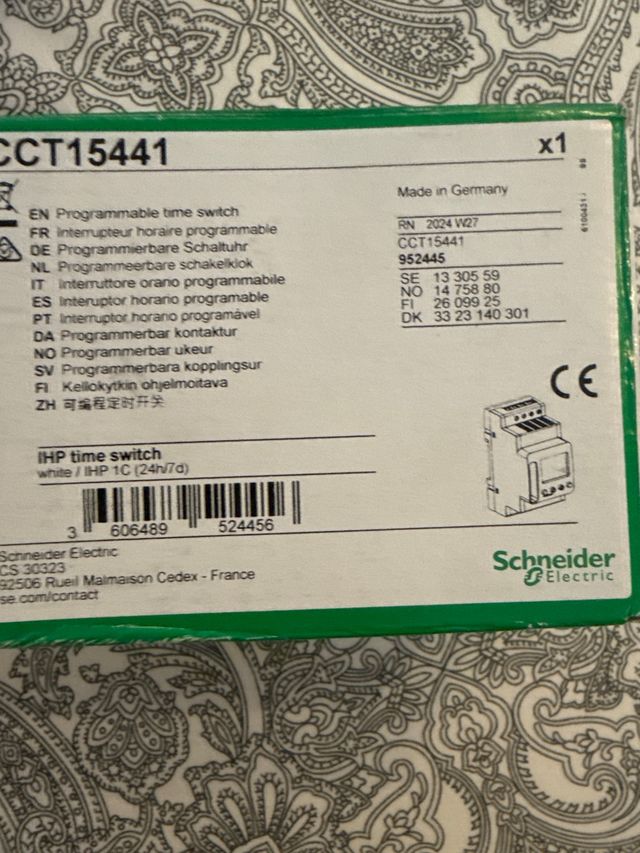 CCT15441
x1
EN Programmable time switch
FR Interrupteur horaire programmable
DE Programmierbare Schaltuhr
NL Programmeerbare schakelklok
IT Interruttore orano programmabile
ES Interuptor horario programable
PT Interruptor horario programável
DA Programmerbar kontaktur
NO Programmerbar ukeur
SV Programmerbara kopplingsur
FI Kellokytkin ohjelmoitava
ZH 可编程定时开关
Made in Germany
RN 2024 W27
CCT15441
952445
SE 13 305 59
NO 14 758 80
FI 26 099 25
DK 33 23 140 301
CE
IHP time switch
white / IHP 1C (24h/7d)
3 606489 524456
Schneider Electric
CS 30323
92506 Rueil Malmaison Cedex - France
se.com/contact
Schneider
Electric